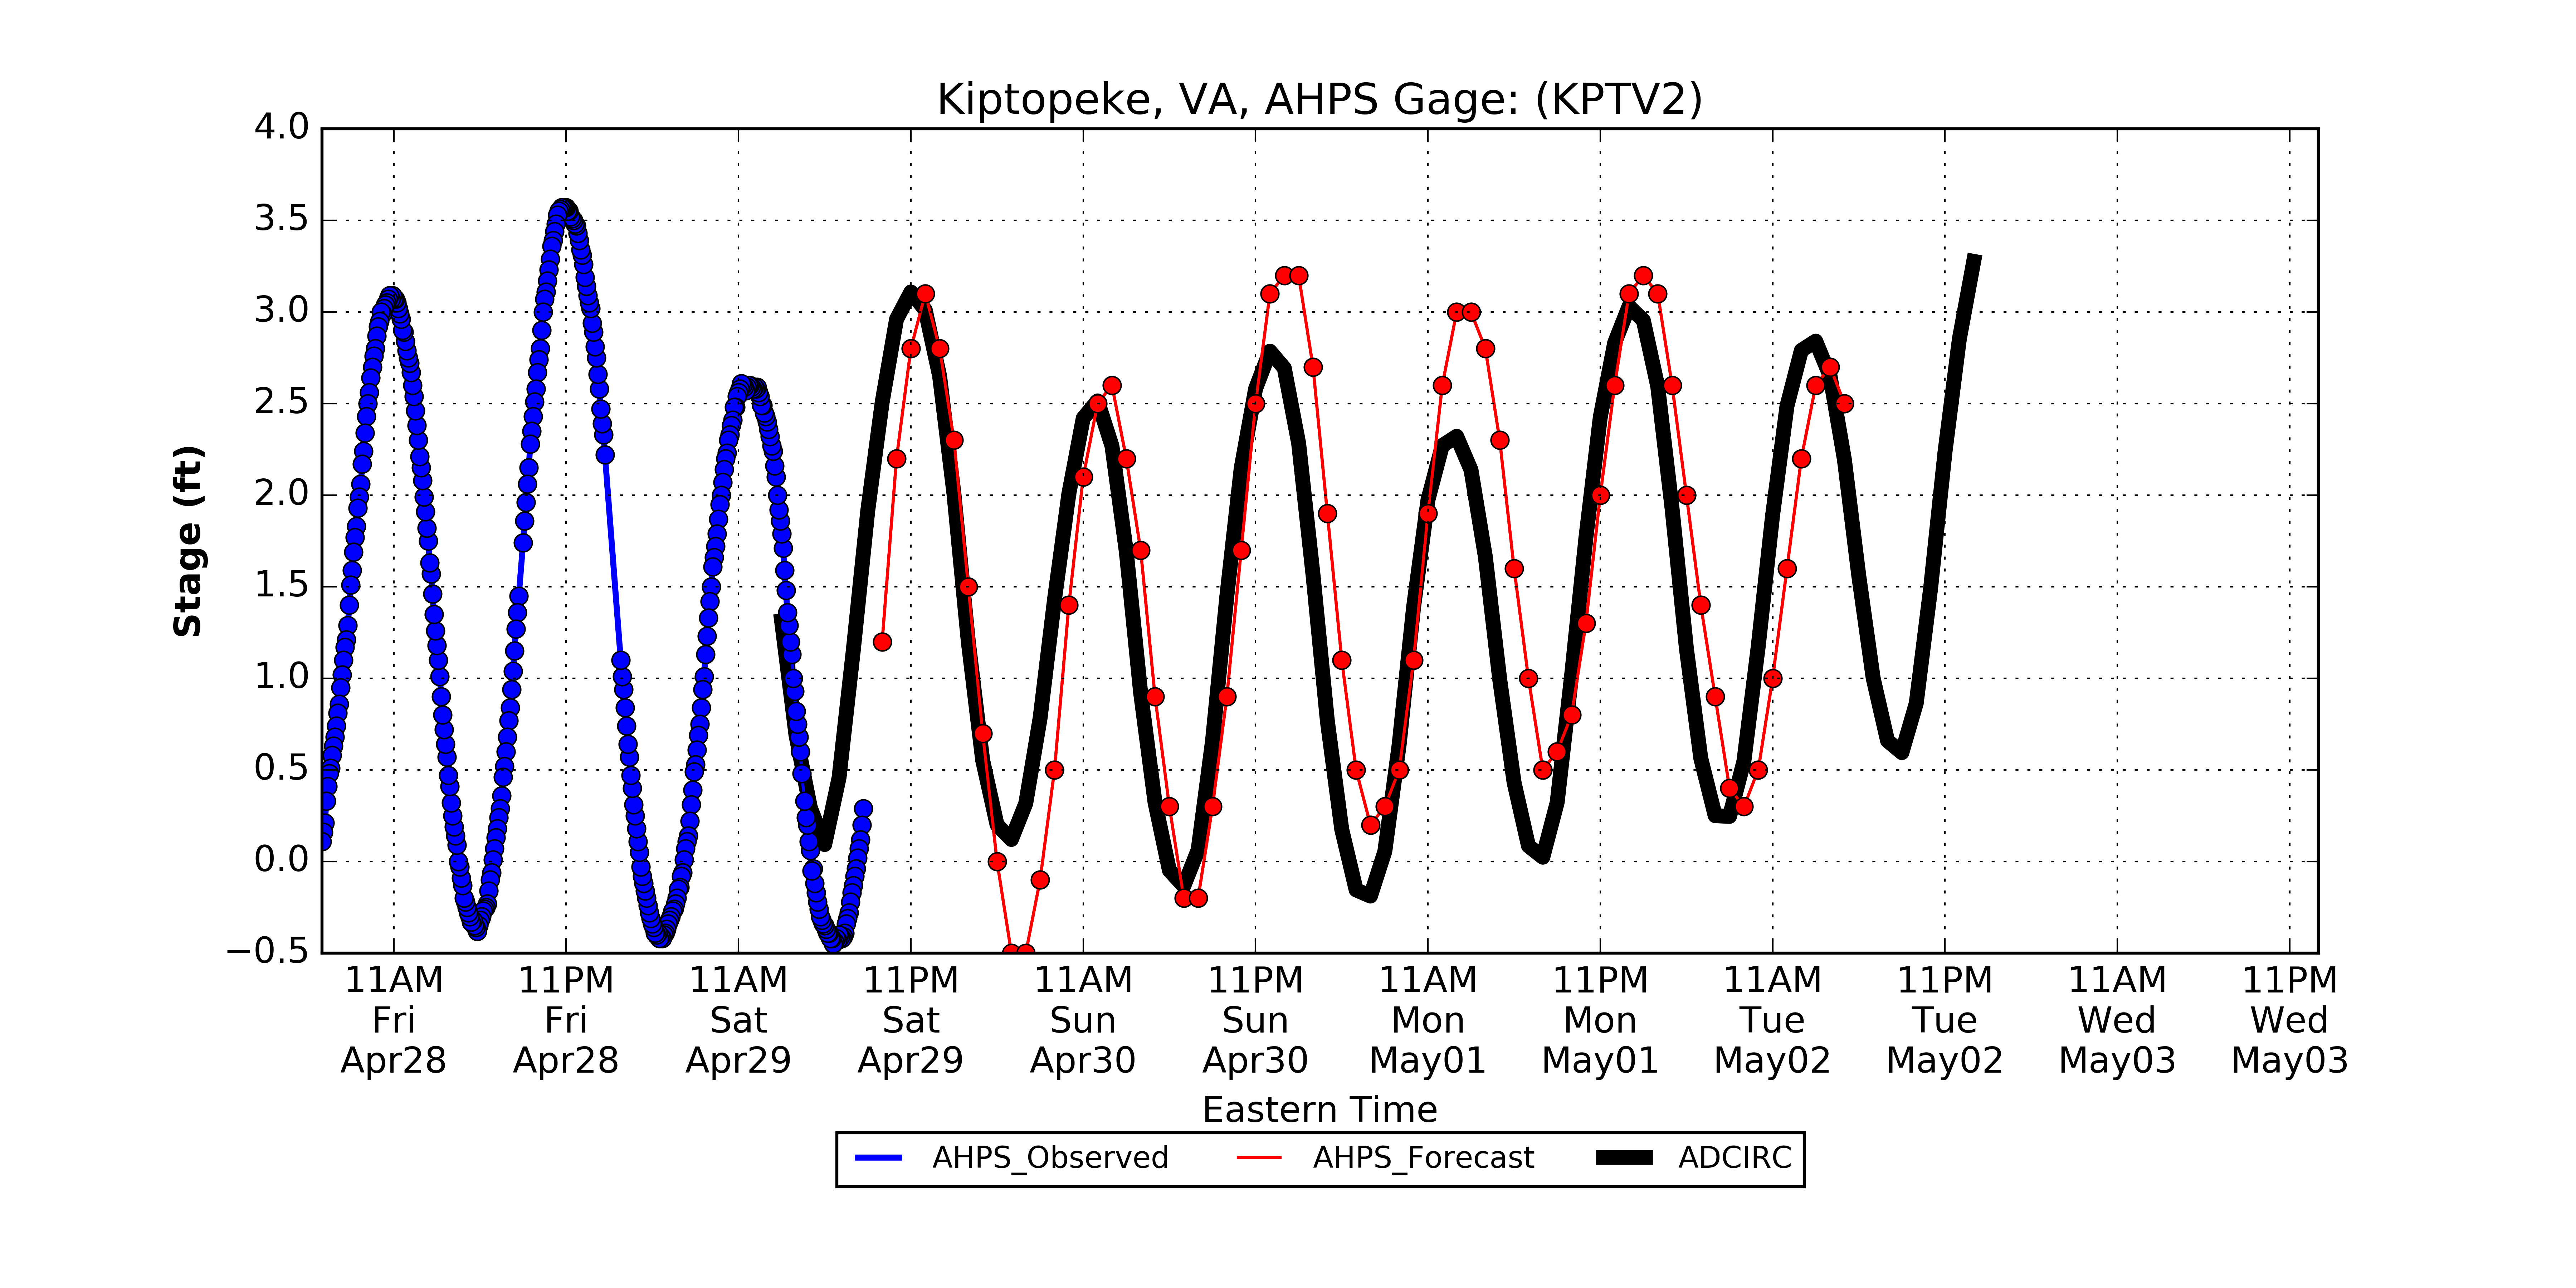 Kiptopeke, VA, AHPS Gage: (KPTV2)
4.0
3.5
3.0
2.5
2.0
1.5
1.0
0.5
0.0
−0.5
Stage (ft)
11AM 11PM 11AM 11PM 11AM 11PM 11AM 11PM 11AM 11PM 11AM 11PM
Fri Fri Sat Sat Sun Sun Mon Mon Tue Tue Wed Wed
Apr28 Apr28 Apr29 Apr29 Apr30 Apr30 May01 May01 May02 May02 May03 May03
Eastern Time
AHPS_Observed AHPS_Forecast ADCIRC